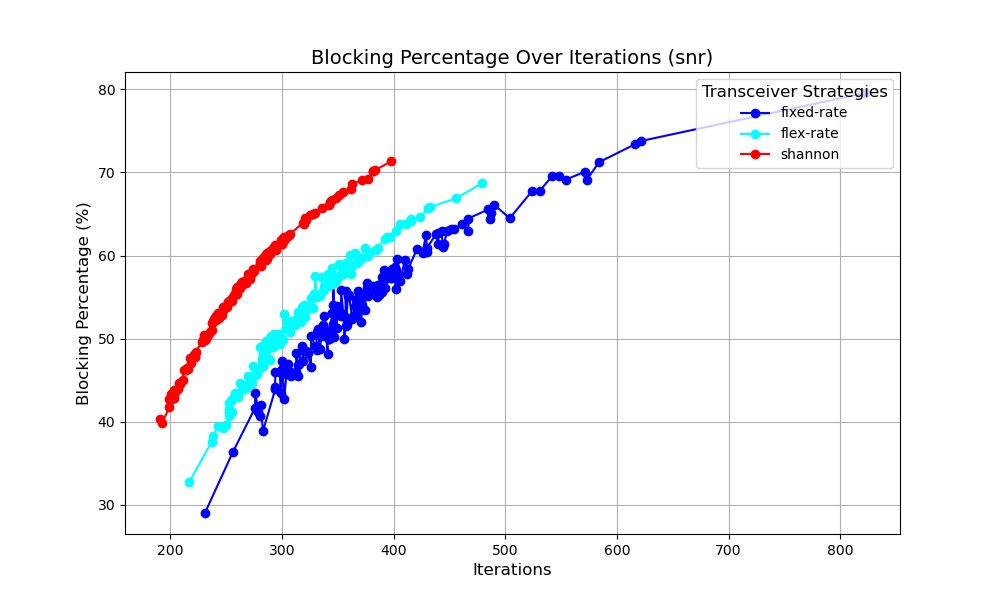 Blocking Percentage Over Iterations (snr)
Transceiver Strategies
fixed-rate
flex-rate
shannon
Blocking Percentage (%)
80
70
60
50
40
30
200 300 400 500 600 700 800
Iterations